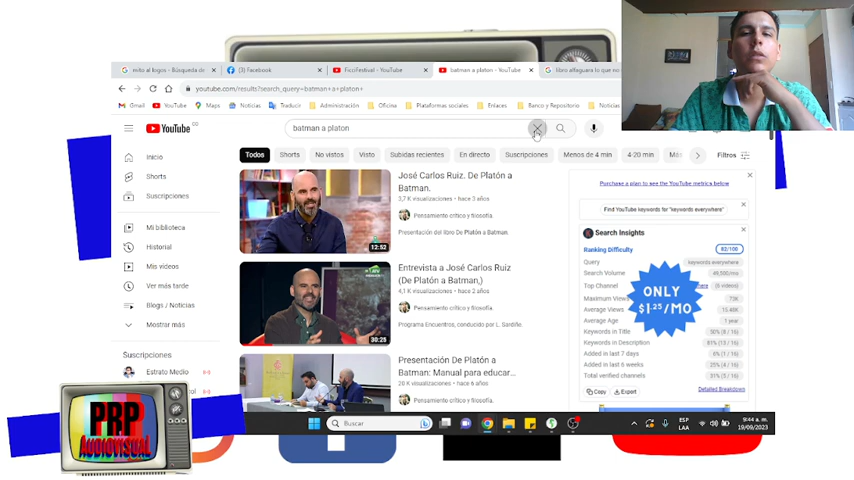 mito al logos - Búsqueda de
(3) Facebook
FicciFestival - YouTube
batman a platon - YouTube
libro alfaguara lo que no
youtube.com/results?search_query=batman+a+platon+
Gmail
YouTube
Maps
Noticias
Traducir
Administración
Oficina
Plataformas sociales
Enlaces
Banco y Repositorio
Noticias
YouTube CO
batman a platon
Todos
Shorts
No vistos
Visto
Subidas recientes
En directo
Suscripciones
Menos de 4 min
4-20 min
Filtros
Inicio
Shorts
Suscripciones
Mi biblioteca
Historial
Mis videos
Ver más tarde
Blogs / Noticias
Mostrar más
Suscripciones
Estrato Medio
12:52
José Carlos Ruiz. De Platón a
Batman.
3,7 K visualizaciones • hace 3 años
Pensamiento crítico y filosofía
Presentación del libro De Platón a Batman
30:25
Entrevista a José Carlos Ruiz
(De Platón a Batman,)
4,1 K visualizaciones • hace 2 años
Pensamiento crítico y filosofía
Programa Encuentros, conducido por L. Sardiñe.
Presentación De Platón a
Batman: Manual para educar...
20 K visualizaciones • hace 6 años
Pensamiento crítico y filosofía
Purchase a plan to see the YouTube metrics below
Find YouTube keywords for "keywords everywhere"
Search Insights
Ranking Difficulty 82/100
Query keywords everywhere
Search Volume 49,500/mo
Top Channel (6 videos)
Maximum Views 73K
Average Views 15.48K
Average Age 1 year
Keywords in Title 50% (8 / 16)
Keywords in Description 81% (13 / 16)
Added in last 7 days 6% (1 / 16)
Added in last 6 weeks 25% (4 / 16)
Total verified channels 31% (5 / 16)
ONLY
$1.25/MO
Copy
Export
Detailed Breakdown
Buscar
ESP
LAA
9:44 a. m.
19/09/2023
PRP
AUDIOVISUAL